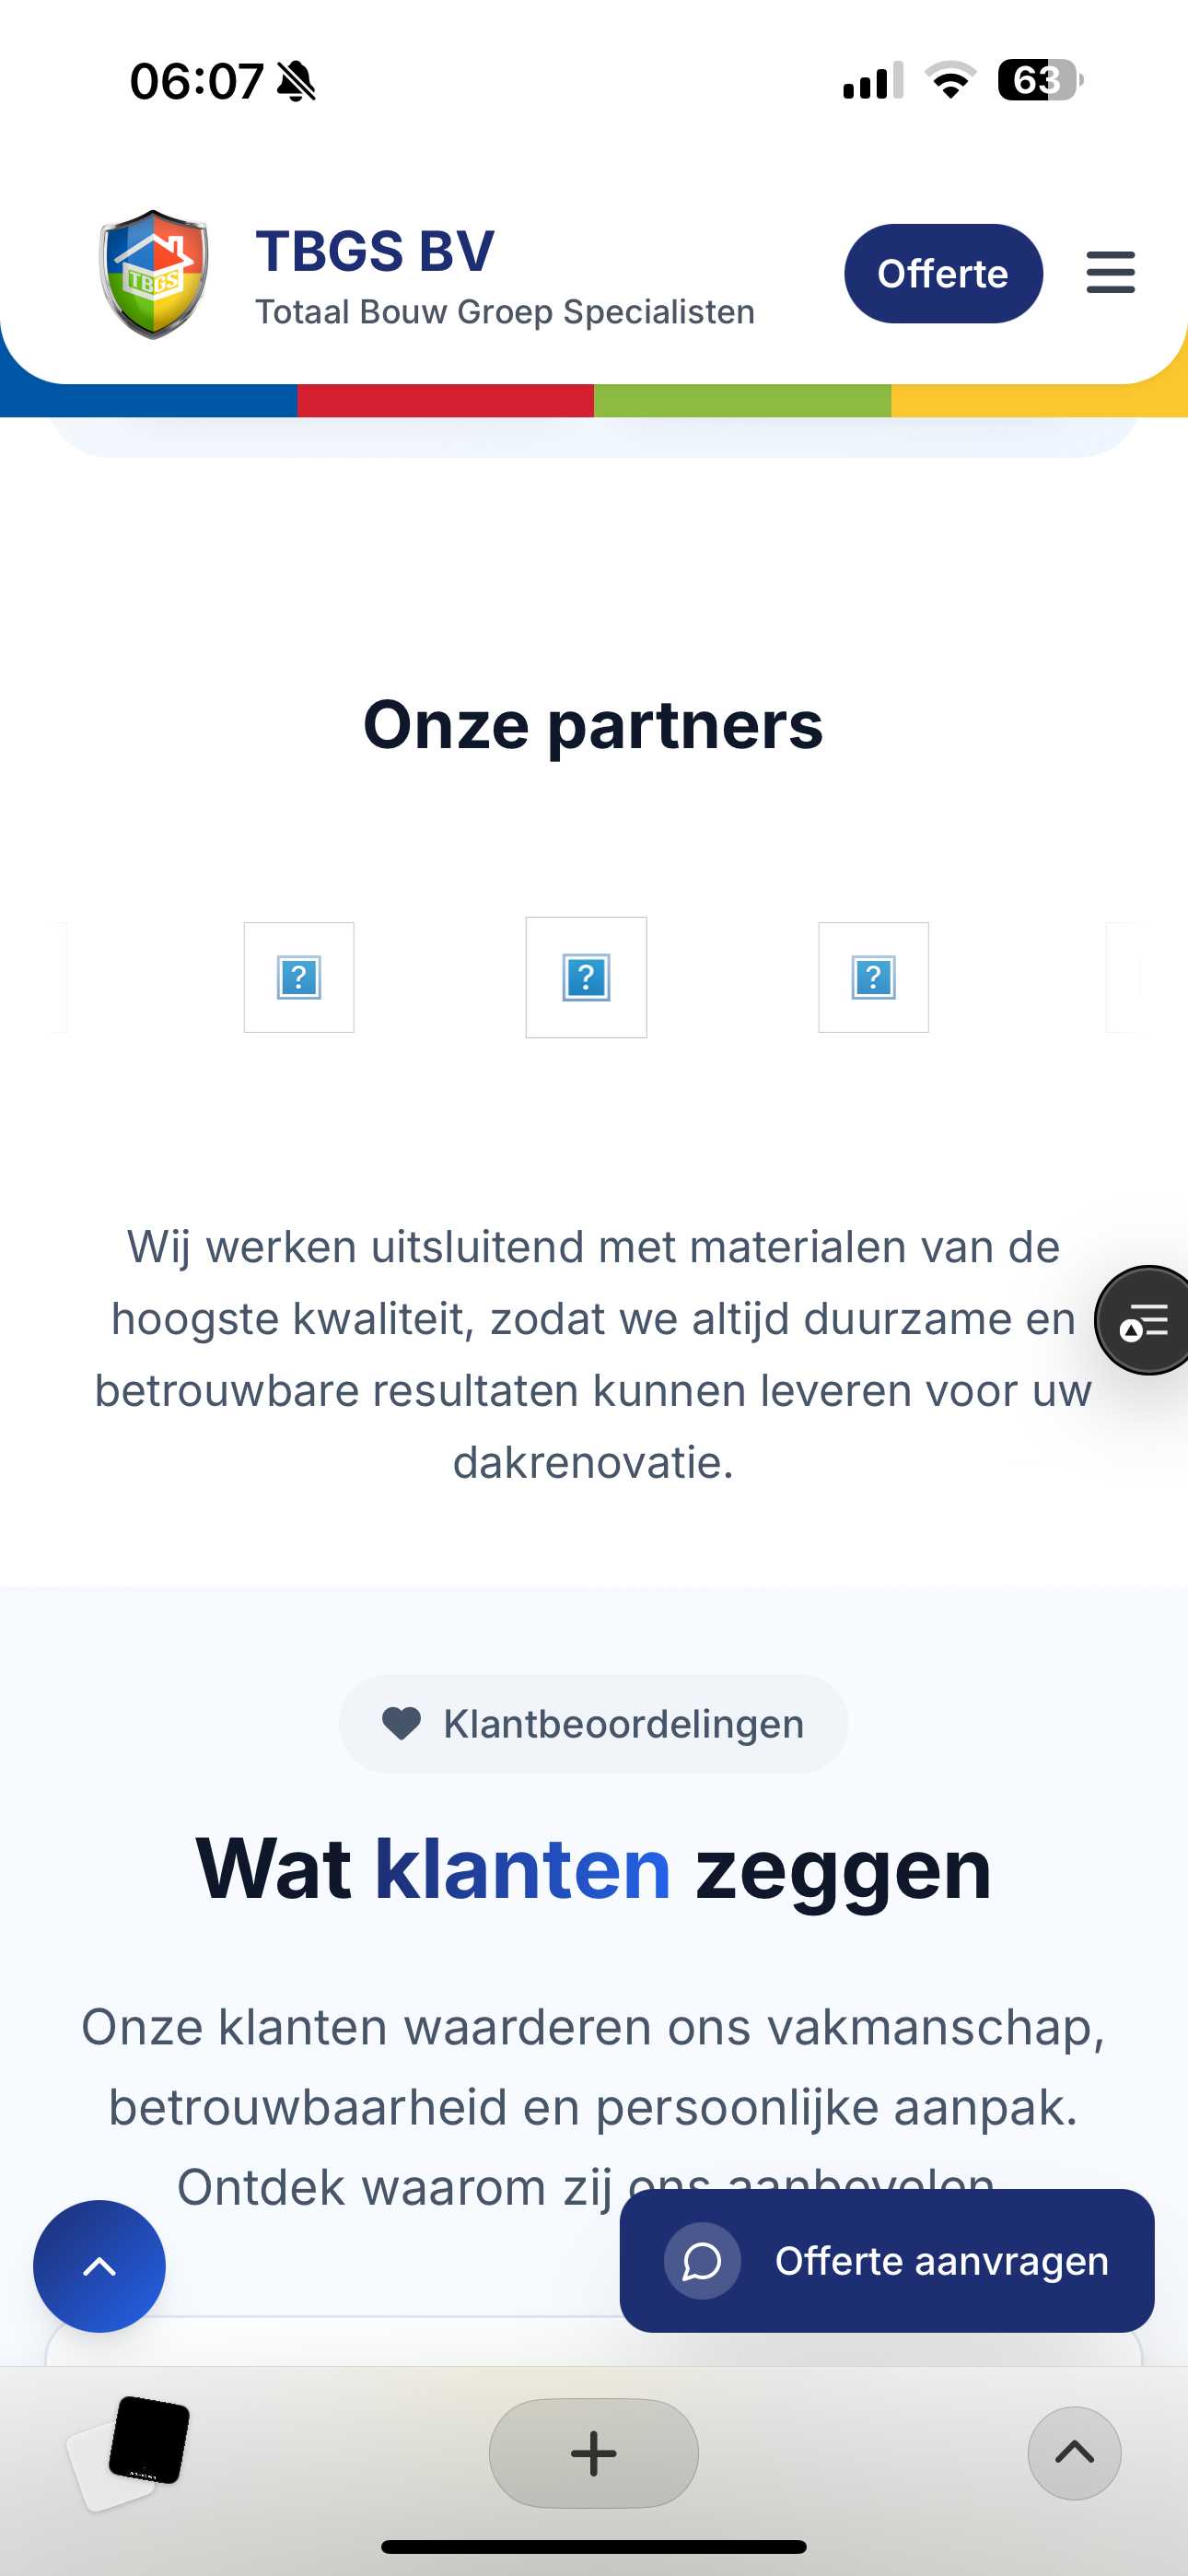 06:07
63
TBGS
TBGS BV
Totaal Bouw Groep Specialisten
Offerte
Onze partners
?
?
?
Wij werken uitsluitend met materialen van de
hoogste kwaliteit, zodat we altijd duurzame en
betrouwbare resultaten kunnen leveren voor uw
dakrenovatie.
Klantbeoordelingen
Wat klanten zeggen
Onze klanten waarderen ons vakmanschap,
betrouwbaarheid en persoonlijke aanpak.
Ontdek waarom zij ons aanbevelen
Offerte aanvragen